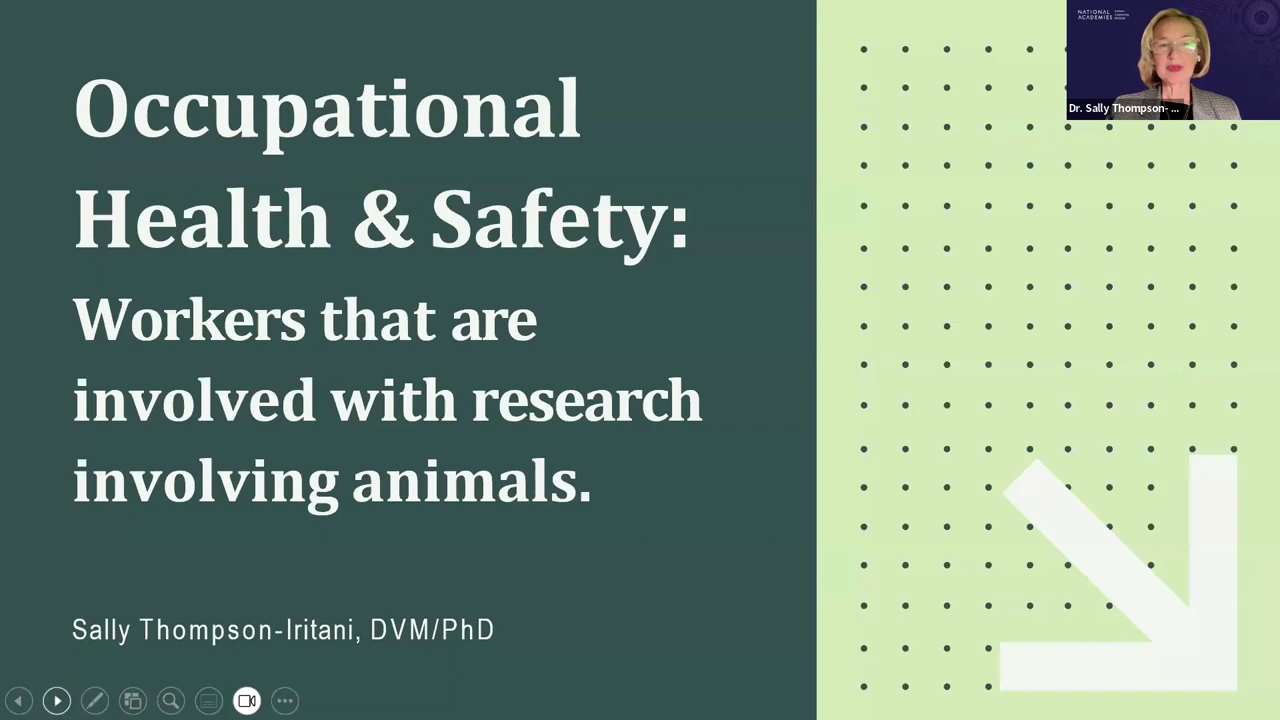 Occupational
Health & Safety:
Workers that are
involved with research
involving animals.
Sally Thompson-Iritani, DVM/PhD
NATIONAL
ACADEMIES
Dr. Sally Thompson- ...